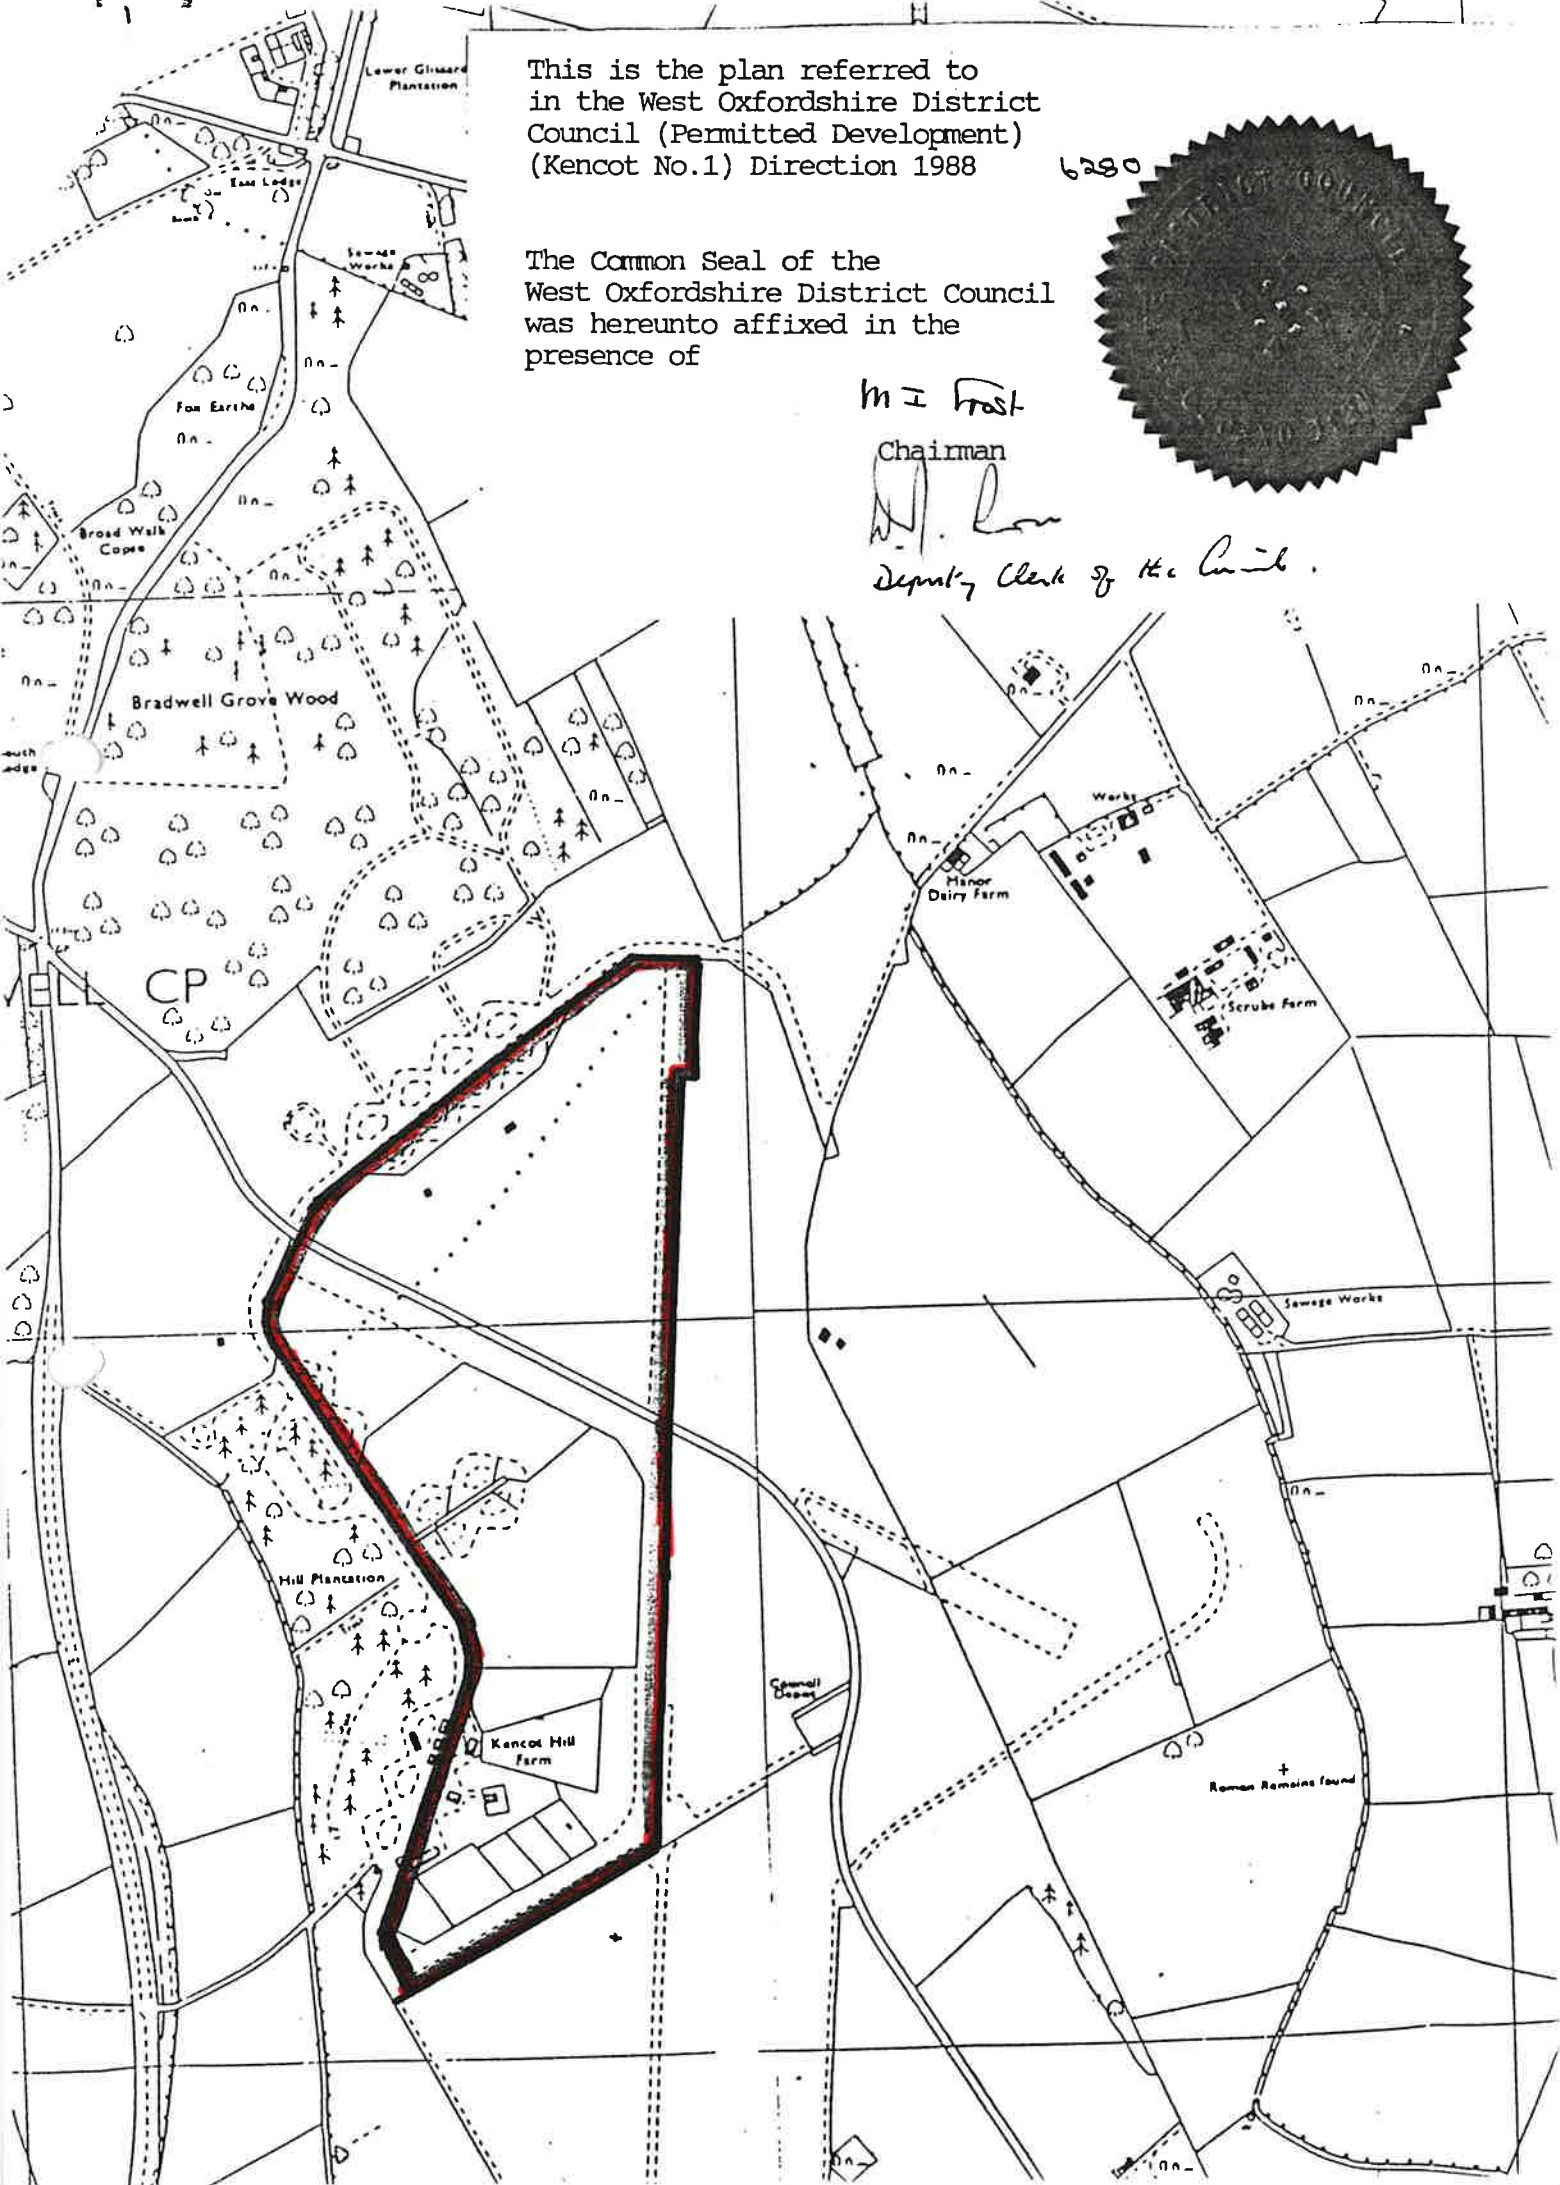 Lower Glissard
Plantation
This is the plan referred to
in the West Oxfordshire District
Council (Permitted Development)
(Kencot No.1) Direction 1988
6280
DISTRICT COUNCIL
East Lodge
Sewage
Works
The Common Seal of the
West Oxfordshire District Council
was hereunto affixed in the
presence of
M I Frost
Chairman
Deputy Clerk of the Council.
Fox Earths
Broad Walk
Copse
Bradwell Grove Wood
Works
Manor
Dairy Farm
Scrubs Farm
ELL CP
Sewage Works
Hill Plantation
Track
Council
Depot
Kencot Hill
Farm
Roman Remains found